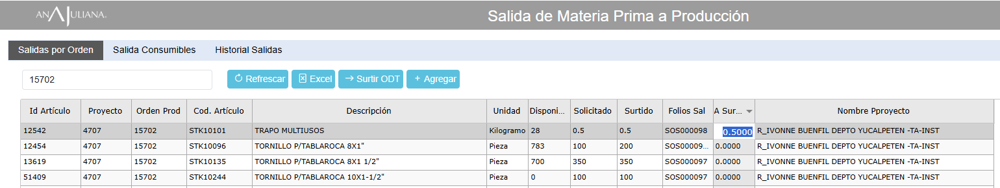 ANAJULIANA.
Salida de Materia Prima a Producción
Salidas por Orden Salida Consumibles Historial Salidas
15702 Refrescar Excel Surtir ODT + Agregar
Id Artículo Proyecto Orden Prod Cod. Artículo Descripción Unidad Disponi... Solicitado Surtido Folios Sal A Sur... Nombre Pproyecto
12542 4707 15702 STK10101 TRAPO MULTIUSOS Kilogramo 28 0.5 0.5 SOS000098 0.5000 R_IVONNE BUENFIL DEPTO YUCALPETEN -TA-INST
12454 4707 15702 STK10096 TORNILLO P/TABLAROCA 8X1" Pieza 783 100 200 SOS00009... 0.0000 R_IVONNE BUENFIL DEPTO YUCALPETEN -TA-INST
13619 4707 15702 STK10135 TORNILLO P/TABLAROCA 8X1 1/2" Pieza 700 350 350 SOS000097 0.0000 R_IVONNE BUENFIL DEPTO YUCALPETEN -TA-INST
51409 4707 15702 STK10244 TORNILLO P/TABLAROCA 10X1-1/2" Pieza 0 100 100 SOS000097 0.0000 R_IVONNE BUENFIL DEPTO YUCALPETEN -TA-INST